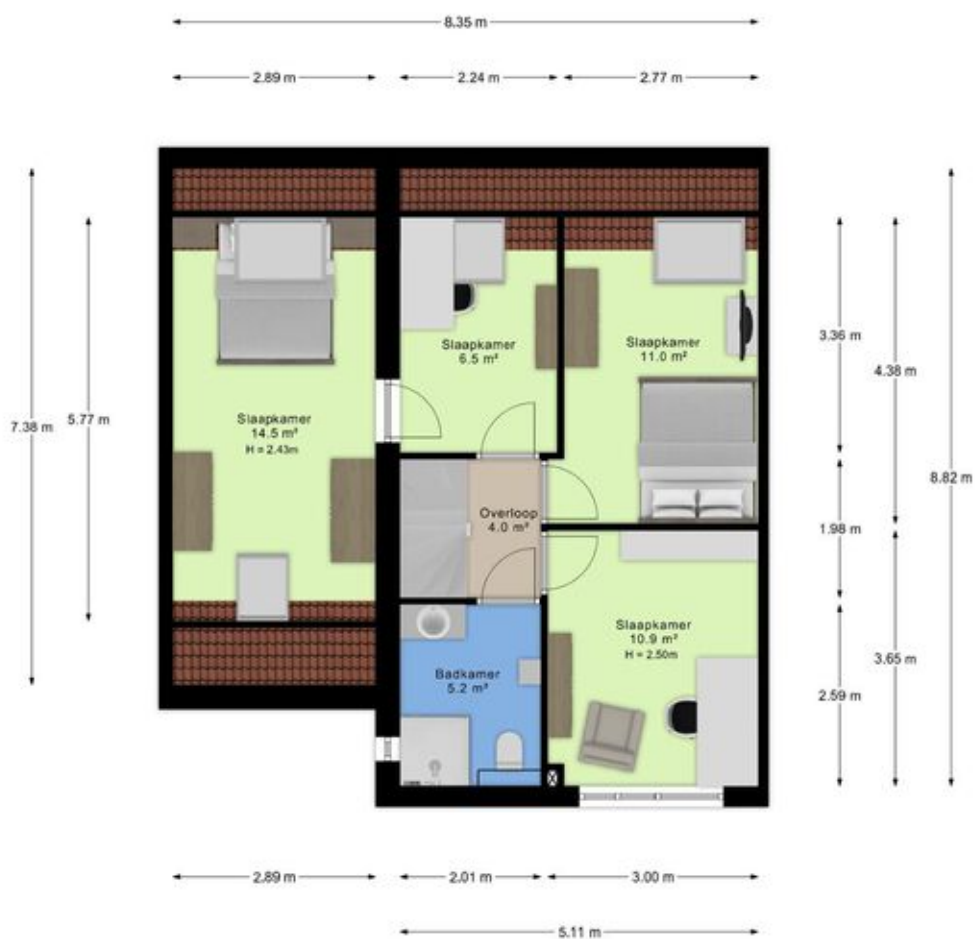 8.35 m
2.89 m
2.24 m
2.77 m
7.38 m
5.77 m
Slaapkamer
14.5 m²
H = 2.43m
Slaapkamer
6.5 m²
Slaapkamer
11.0 m²
Overloop
4.0 m²
Badkamer
5.2 m²
Slaapkamer
10.9 m²
H = 2.50m
3.36 m
4.38 m
8.82 m
1.98 m
3.65 m
2.59 m
2.89 m
2.01 m
3.00 m
5.11 m